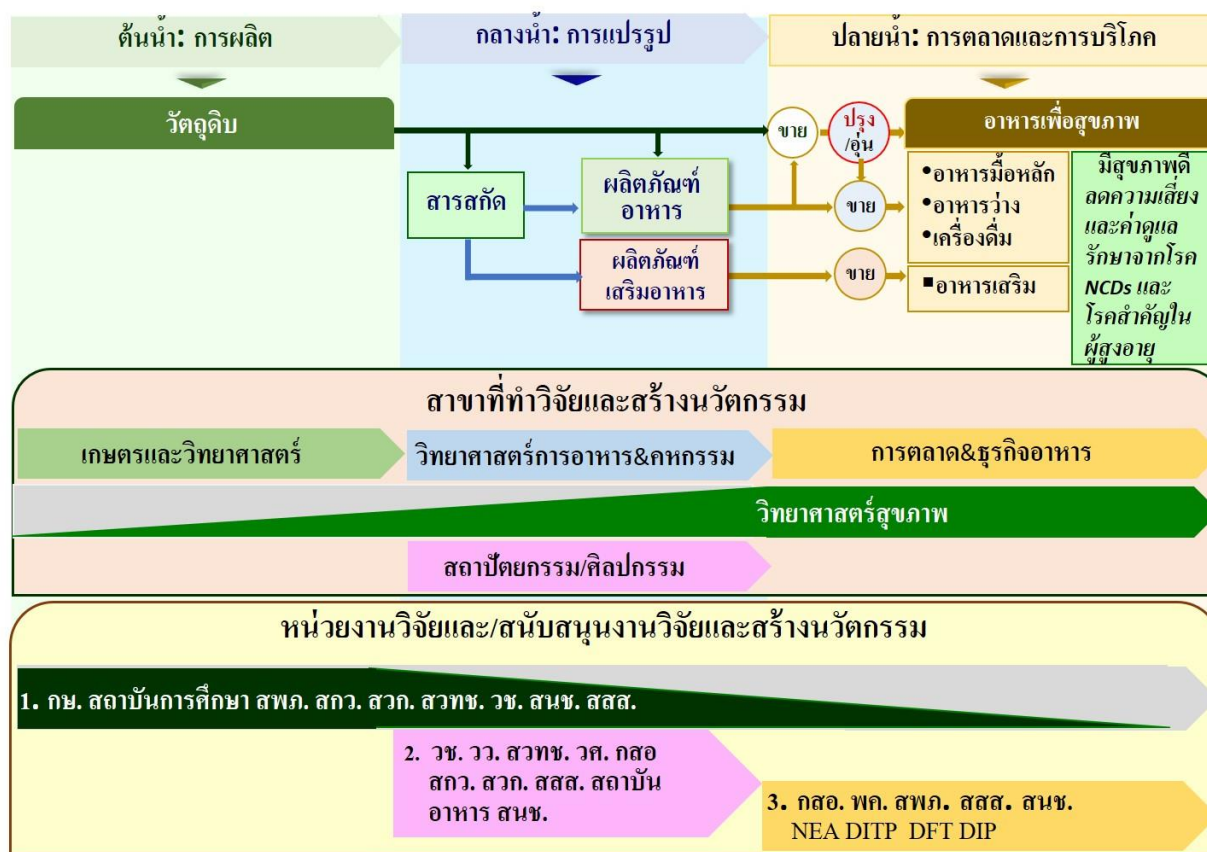 ต้นน้ำ: การผลิต
กลางน้ำ: การแปรรูป
ปลายน้ำ: การตลาดและการบริโภค
วัตถุดิบ
ขาย
ปรุง
/อุ่น
อาหารเพื่อสุขภาพ
สารสกัด
ผลิตภัณฑ์
อาหาร
ขาย
•อาหารมื้อหลัก
•อาหารว่าง
•เครื่องดื่ม
ผลิตภัณฑ์
เสริมอาหาร
ขาย
▪อาหารเสริม
มีสุขภาพดี
ลดความเสี่ยง
และค่าดูแล
รักษาจากโรค
NCDs และ
โรคสำคัญใน
ผู้สูงอายุ
สาขาที่ทำวิจัยและสร้างนวัตกรรม
เกษตรและวิทยาศาสตร์
วิทยาศาสตร์การอาหาร&คหกรรม
การตลาด&ธุรกิจอาหาร
วิทยาศาสตร์สุขภาพ
สถาปัตยกรรม/ศิลปกรรม
หน่วยงานวิจัยและ/สนับสนุนงานวิจัยและสร้างนวัตกรรม
1. กษ. สถาบันการศึกษา สพภ. สกว. สวก. สวทช. วช. สนช. สสส.
2. วช. วว. สวทช. วศ. กสอ
สกว. สวก. สสส. สถาบัน
อาหาร สนช.
3. กสอ. พค. สพภ. สสส. สนช.
NEA DITP DFT DIP